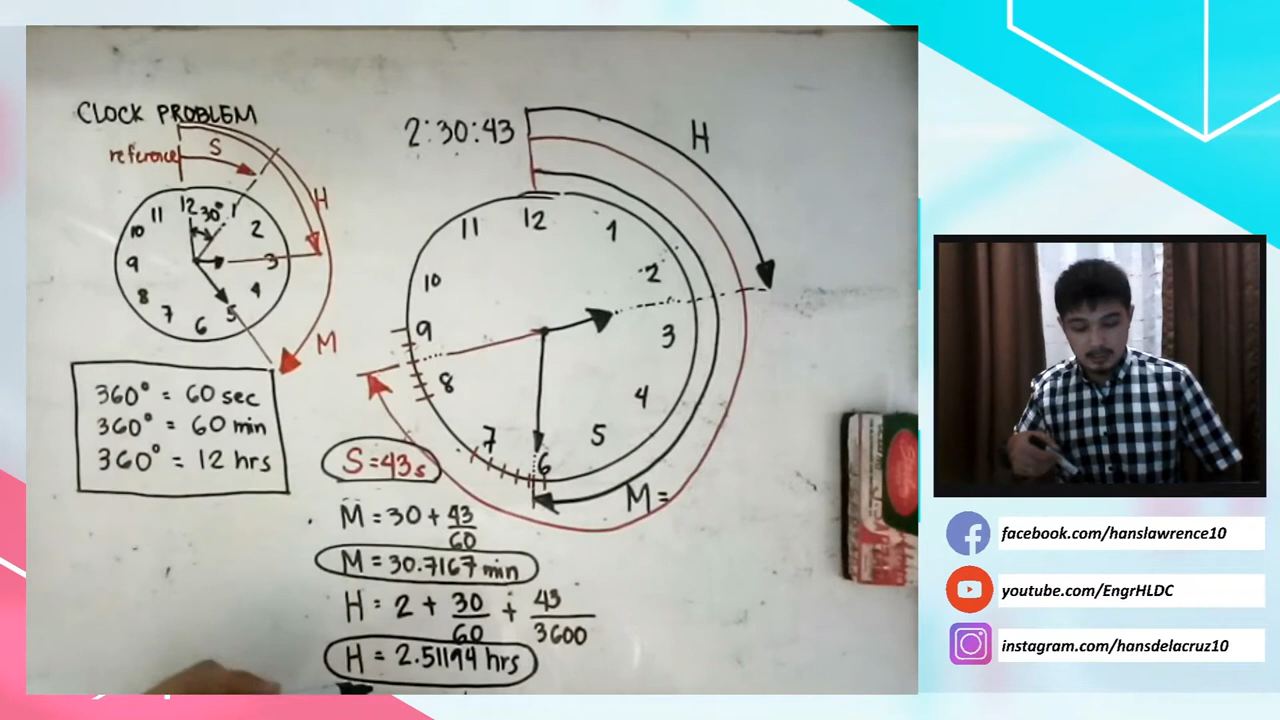 CLOCK PROBLEM
reference
S
H
M
12
1
2
3
4
5
6
7
8
9
10
11
30°
360° = 60 sec
360° = 60 min
360° = 12 hrs
2:30:43
H
12
1
2
3
4
5
6
7
8
9
10
11
M =
S = 43s
M = 30 + 43/60
M = 30.7167 min
H = 2 + 30/60 + 43/3600
H = 2.51194 hrs
facebook.com/hanslawrence10
youtube.com/EngrHLDC
instagram.com/hansdelacruz10